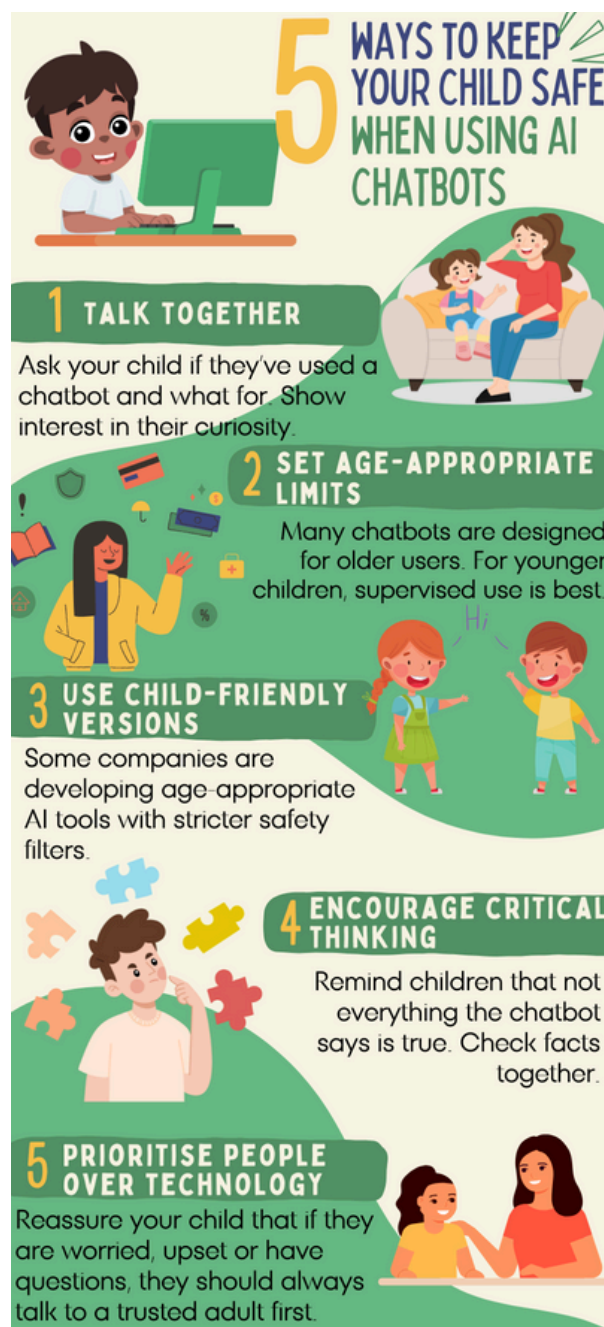 5 WAYS TO KEEP
YOUR CHILD SAFE
WHEN USING AI
CHATBOTS
1 TALK TOGETHER
Ask your child if they've used a
chatbot and what for. Show
interest in their curiosity.
2 SET AGE-APPROPRIATE
LIMITS
Many chatbots are designed
for older users. For younger
children, supervised use is best.
Hi
3 USE CHILD-FRIENDLY
VERSIONS
Some companies are
developing age-appropriate
AI tools with stricter safety
filters.
4 ENCOURAGE CRITICAL
THINKING
Remind children that not
everything the chatbot
says is true. Check facts
together.
5 PRIORITISE PEOPLE
OVER TECHNOLOGY
Reassure your child that if they
are worried, upset or have
questions, they should always
talk to a trusted adult first.